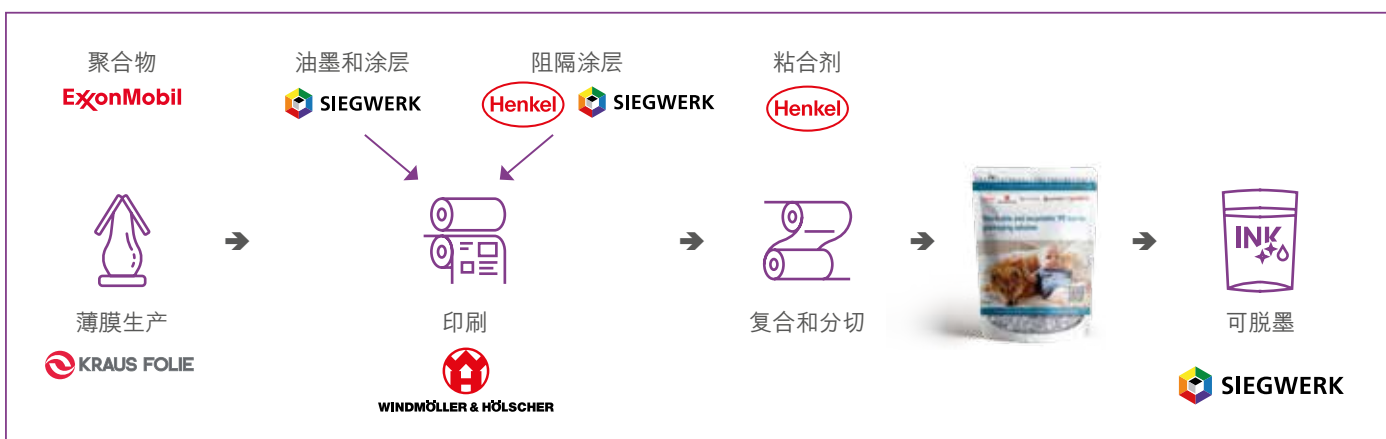 聚合物
ExxonMobil
油墨和涂层
SIEGWERK
阻隔涂层
Henkel SIEGWERK
粘合剂
Henkel
薄膜生产
KRAUS FOLIE
印刷
WINDMÖLLER & HÖLSCHER
复合和分切
INK
可脱墨
SIEGWERK